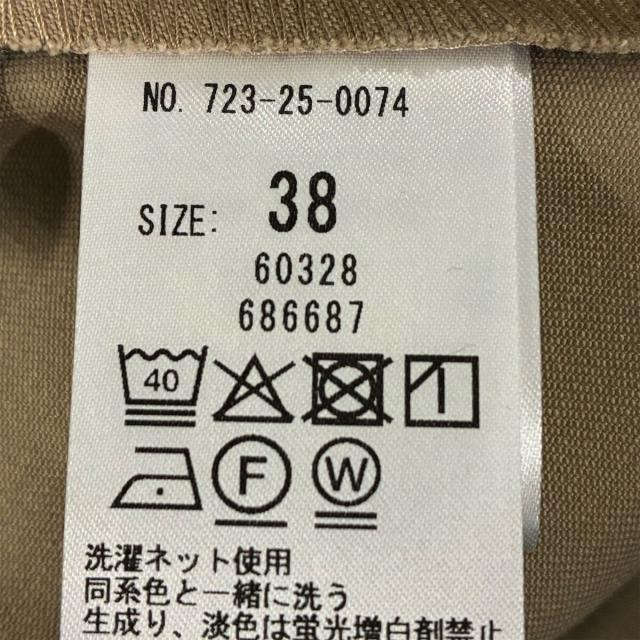 NO. 723-25-0074
SIZE: 38
60328
686687
40
F W
洗濯ネット使用
同系色と一緒に洗う
生成り、淡色は蛍光増白剤禁止